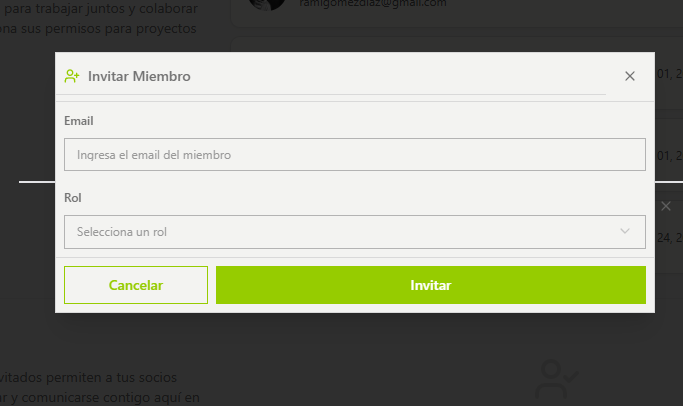 para trabajar juntos y colaborar
ramigomezdiaz@gmail.com
ona sus permisos para proyectos
Invitar Miembro
01, 2
Email
Ingresa el email del miembro
01, 2
Rol
Selecciona un rol
24, 2
Cancelar
Invitar
vitados permiten a tus socios
ar y comunicarse contigo aquí en